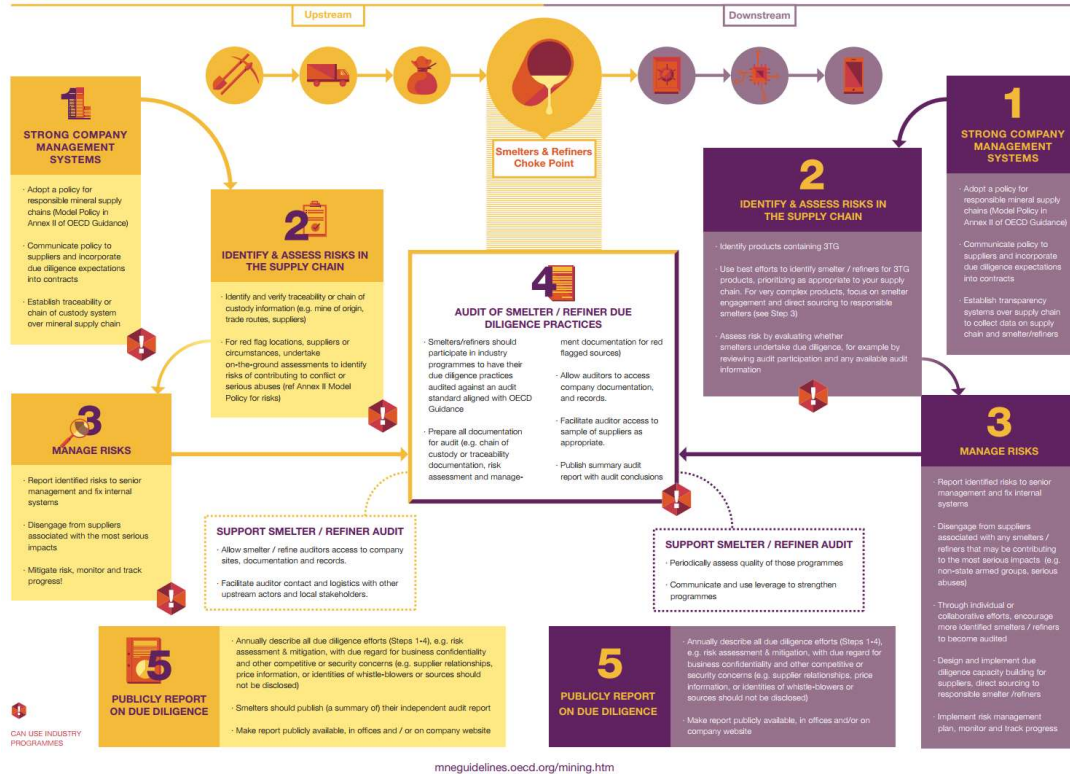 Upstream
Downstream
Smelters & Refiners
Choke Point
1
STRONG COMPANY
MANAGEMENT
SYSTEMS
· Adopt a policy for
responsible mineral supply
chains (Model Policy in
Annex II of OECD Guidance)
· Communicate policy to
suppliers and incorporate
due diligence expectations
into contracts
· Establish traceability or
chain of custody system
over mineral supply chain
2
IDENTIFY & ASSESS RISKS IN
THE SUPPLY CHAIN
· Identify and verify traceability or chain of
custody information (e.g. mine of origin,
trade routes, suppliers)
· For red flag locations, suppliers or
circumstances, undertake
on-the-ground assessments to identify
risks of contributing to conflict or
serious abuses (ref Annex II Model
Policy for risks)
3
MANAGE RISKS
· Report identified risks to senior
management and fix internal
systems
· Disengage from suppliers
associated with the most serious
impacts
· Mitigate risk, monitor and track
progress!
4
AUDIT OF SMELTER / REFINER DUE
DILIGENCE PRACTICES
· Smelters/refiners should
participate in industry
programmes to have their
due diligence practices
audited against an audit
standard aligned with OECD
Guidance
· Prepare all documentation
for audit (e.g. chain of
custody or traceability
documentation, risk
assessment and manage-
ment documentation for red
flagged sources)
· Allow auditors to access
company documentation,
and records.
· Facilitate auditor access to
sample of suppliers as
appropriate.
· Publish summary audit
report with audit conclusions
SUPPORT SMELTER / REFINER AUDIT
· Allow smelter / refine auditors access to company
sites, documentation and records.
· Facilitate auditor contact and logistics with other
upstream actors and local stakeholders.
1
STRONG COMPANY
MANAGEMENT
SYSTEMS
· Adopt a policy for
responsible mineral supply
chains (Model Policy in
Annex II of OECD Guidance)
· Communicate policy to
suppliers and incorporate
due diligence expectations
into contracts
· Establish transparency
systems over supply chain
to collect data on supply
chain and smelter/refiners
2
IDENTIFY & ASSESS RISKS IN
THE SUPPLY CHAIN
· Identify products containing 3TG
· Use best efforts to identify smelter / refiners for 3TG
products, prioritizing as appropriate to your supply
chain. For very complex products, focus on smelter
engagement and direct sourcing to responsible
smelters (see Step 3)
· Assess risk by evaluating whether
smelters undertake due diligence, for example by
reviewing audit participation and any available audit
information
3
MANAGE RISKS
· Report identified risks to senior
management and fix internal
systems
· Disengage from suppliers
associated with any smelters /
refiners that may be contributing
to the most serious impacts (e.g.
non-state armed groups, serious
abuses)
· Through individual or
collaborative efforts, encourage
more identified smelters / refiners
to become audited
· Design and implement due
diligence capacity building for
suppliers, direct sourcing to
responsible smelter /refiners
· Implement risk management
plan, monitor and track progress
SUPPORT SMELTER / REFINER AUDIT
· Periodically assess quality of those programmes
· Communicate and use leverage to strengthen
programmes
5
PUBLICLY REPORT
ON DUE DILIGENCE
· Annually describe all due diligence efforts (Steps 1-4), e.g. risk
assessment & mitigation, with due regard for business confidentiality
and other competitive or security concerns (e.g. supplier relationships,
price information, or identities of whistle-blowers or sources should
not be disclosed)
· Smelters should publish (a summary of) their independent audit report
· Make report publicly available, in offices and / or on company website
5
PUBLICLY REPORT
ON DUE DILIGENCE
· Annually describe all due diligence efforts (Steps 1-4),
e.g. risk assessment & mitigation, with due regard for
business confidentiality and other competitive or
security concerns (e.g. supplier relationships, price
information, or identities of whistle-blowers or
sources should not be disclosed)
· Make report publicly available, in offices and/or on
company website
CAN USE INDUSTRY
PROGRAMMES
mneguidelines.oecd.org/mining.htm